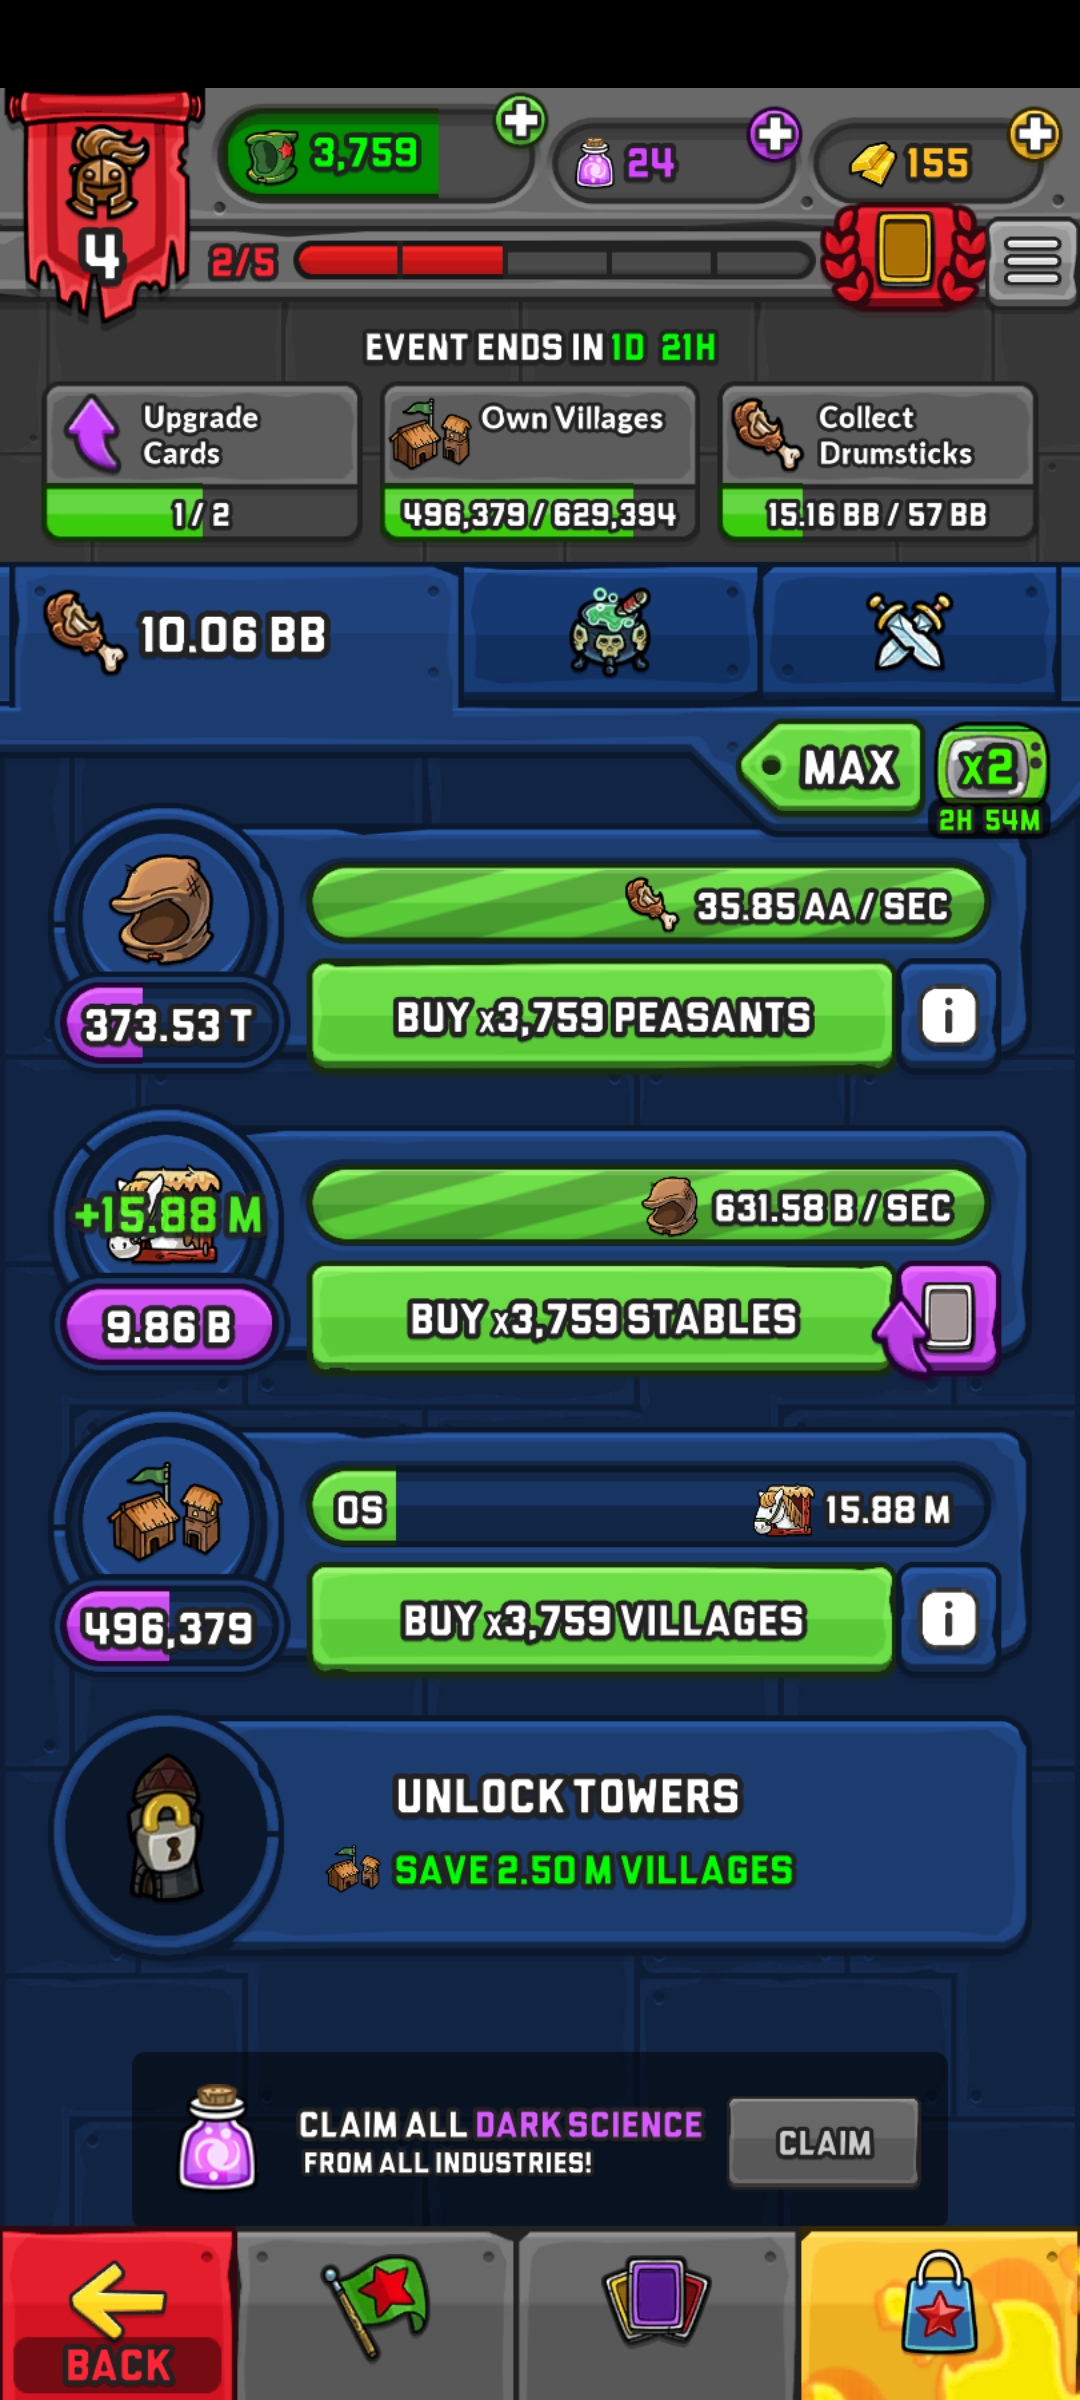 3,759
24
155
4
2/5
EVENT ENDS IN 1D 21H
Upgrade
Cards
1/2
Own Villages
496,379/629,394
Collect
Drumsticks
15.16 BB/57 BB
10.06 BB
MAX
x2
2H 54M
35.85 AA/SEC
373.53 T
BUY x3,759 PEASANTS
i
+15.88 M
631.58 B/SEC
9.86 B
BUY x3,759 STABLES
0S
15.88 M
496,379
BUY x3,759 VILLAGES
i
UNLOCK TOWERS
SAVE 2.50 M VILLAGES
CLAIM ALL DARK SCIENCE
FROM ALL INDUSTRIES!
CLAIM
BACK